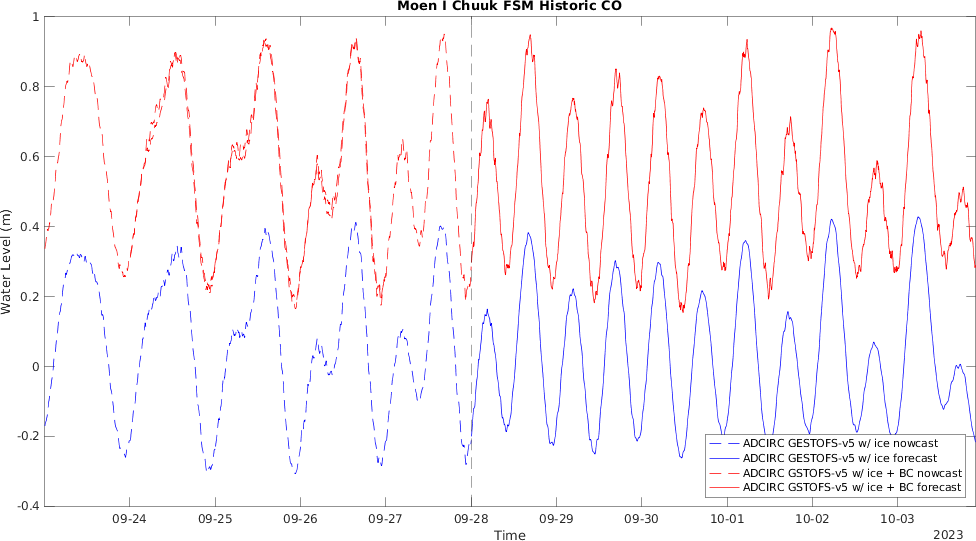 Moen I Chuuk FSM Historic CO
1
0.8
0.6
0.4
0.2
0
-0.2
-0.4
Water Level (m)
09-24 09-25 09-26 09-27 09-28 09-29 09-30 10-01 10-02 10-03
Time
2023
ADCIRC GESTOFS-v5 w/ ice nowcast
ADCIRC GESTOFS-v5 w/ ice forecast
ADCIRC GSTOFS-v5 w/ ice + BC nowcast
ADCIRC GSTOFS-v5 w/ ice + BC forecast